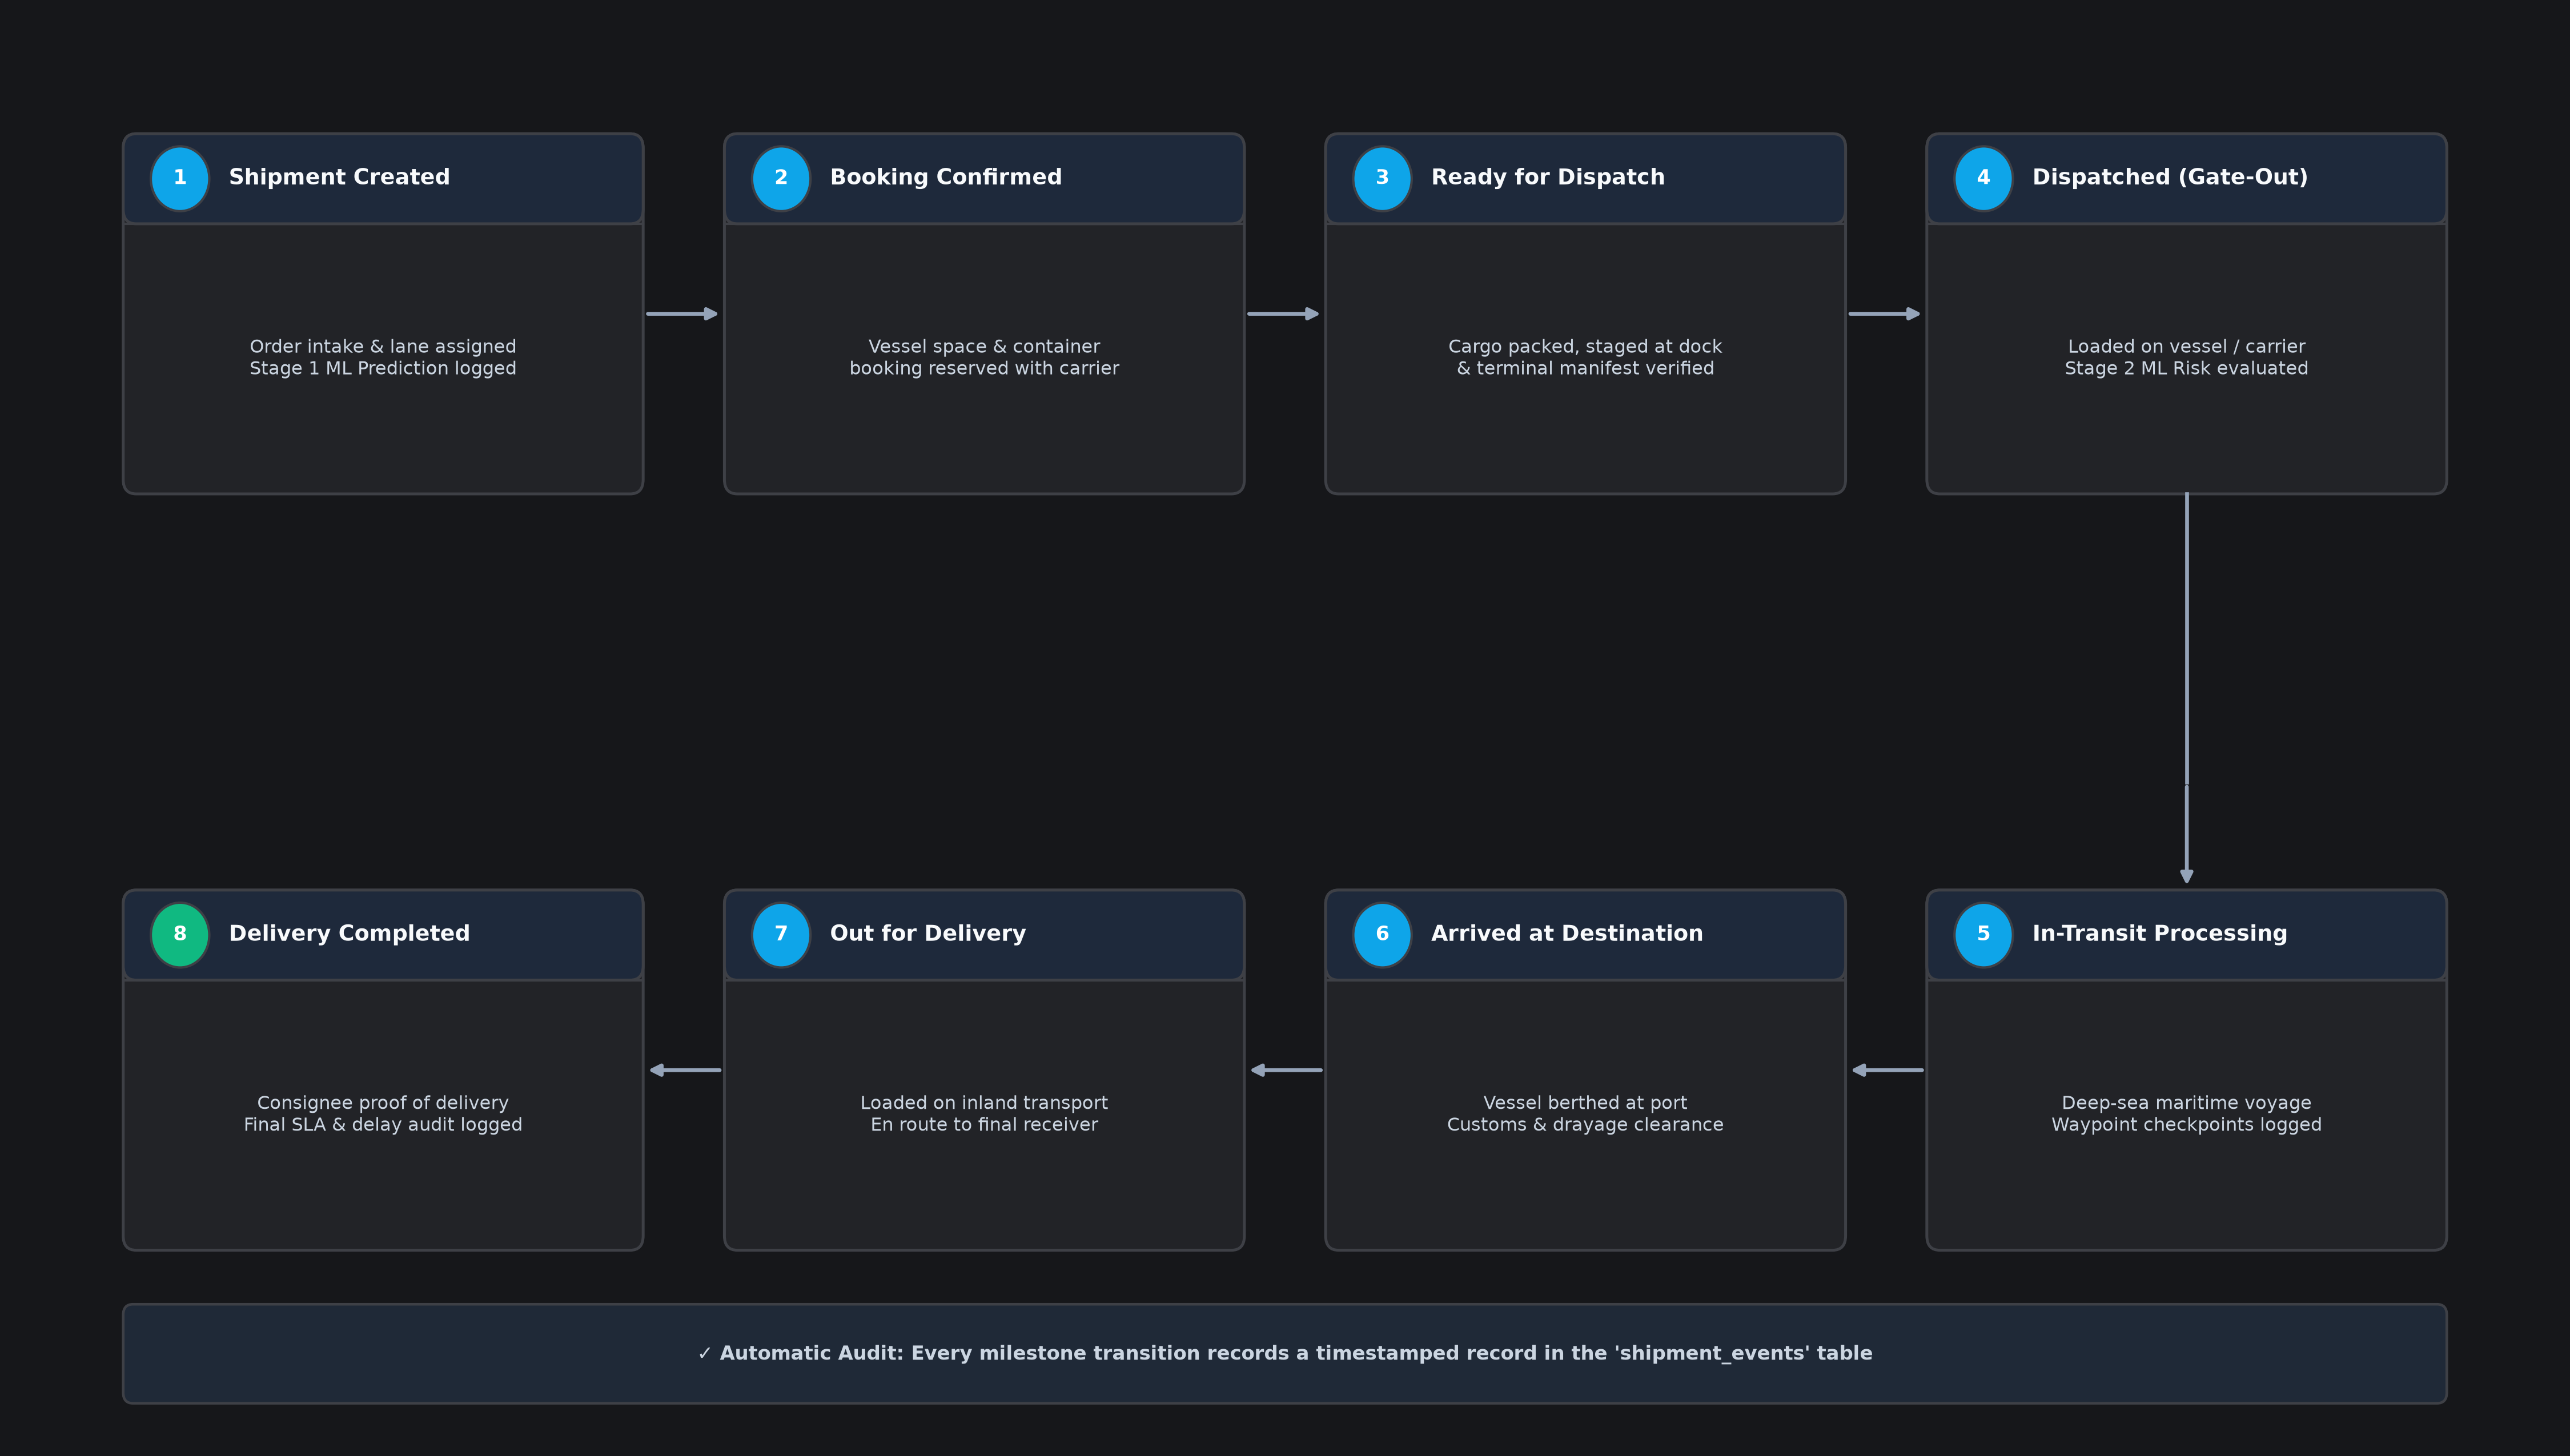 1
Shipment Created
Order intake & lane assigned
Stage 1 ML Prediction logged
2
Booking Confirmed
Vessel space & container
booking reserved with carrier
3
Ready for Dispatch
Cargo packed, staged at dock
& terminal manifest verified
4
Dispatched (Gate-Out)
Loaded on vessel / carrier
Stage 2 ML Risk evaluated
5
In-Transit Processing
Deep-sea maritime voyage
Waypoint checkpoints logged
6
Arrived at Destination
Vessel berthed at port
Customs & drayage clearance
7
Out for Delivery
Loaded on inland transport
En route to final receiver
8
Delivery Completed
Consignee proof of delivery
Final SLA & delay audit logged
✓ Automatic Audit: Every milestone transition records a timestamped record in the 'shipment_events' table